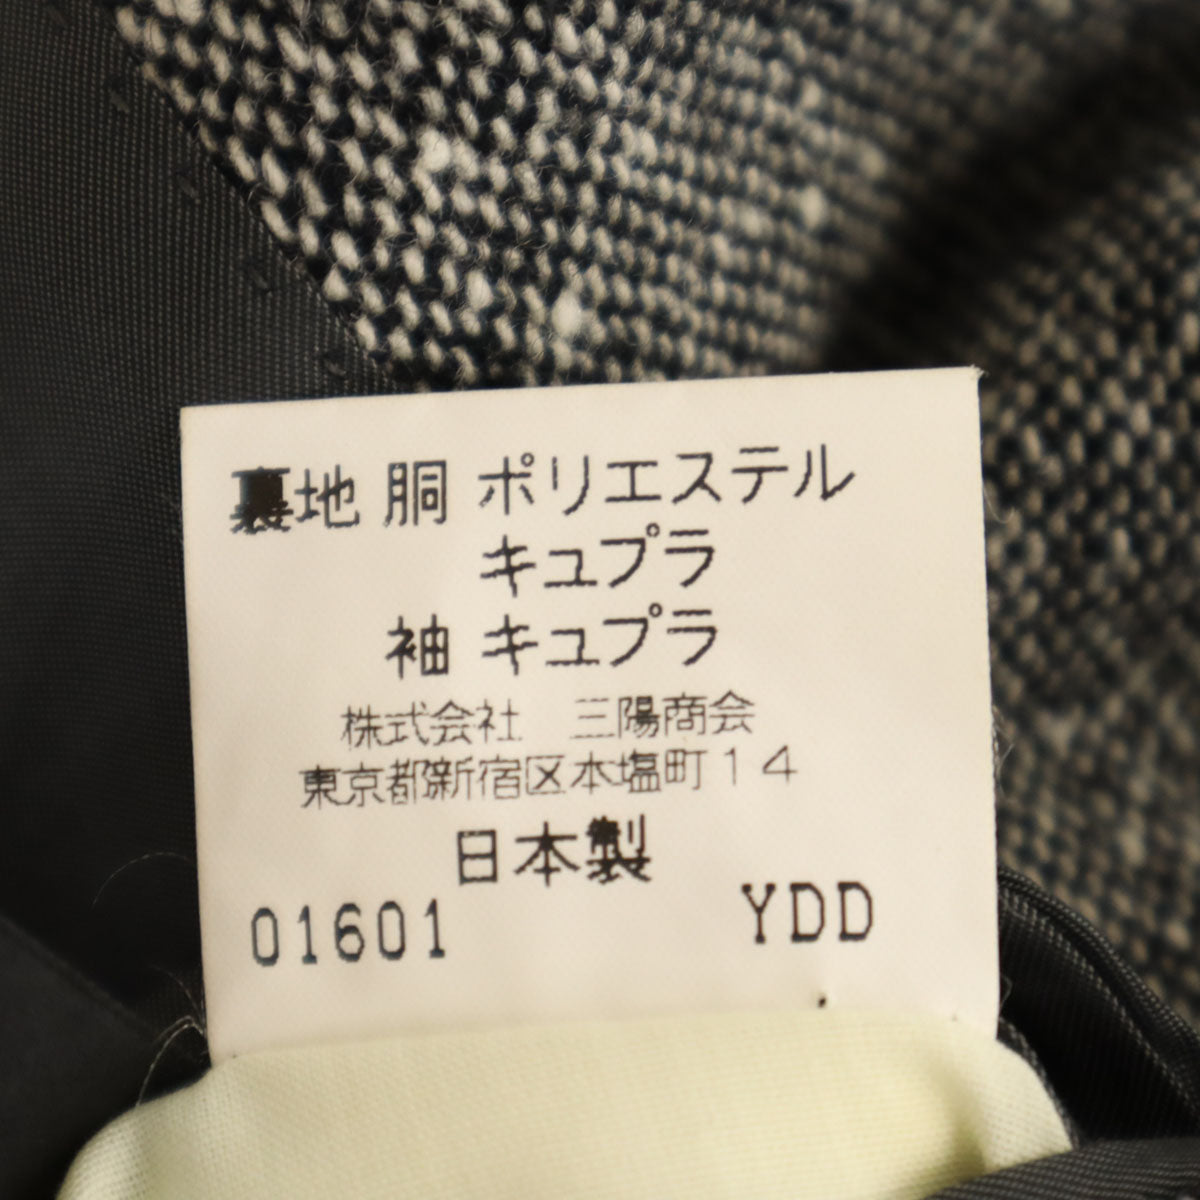 裏地 胴 ポリエステル
キュプラ
袖 キュプラ
株式会社 三陽商会
東京都新宿区本塩町14
日本製
01601 YDD